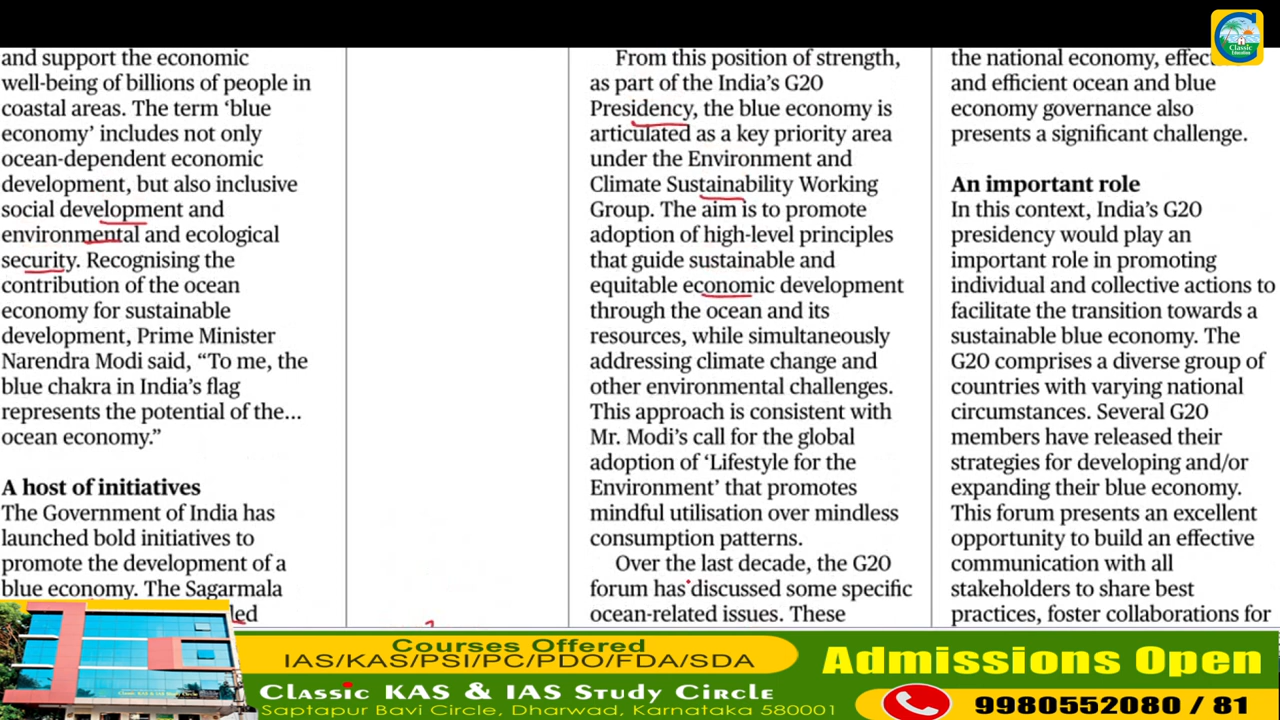 and support the economic
well-being of billions of people in
coastal areas. The term ‘blue
economy’ includes not only
ocean-dependent economic
development, but also inclusive
social development and
environmental and ecological
security. Recognising the
contribution of the ocean
economy for sustainable
development, Prime Minister
Narendra Modi said, “To me, the
blue chakra in India’s flag
represents the potential of the...
ocean economy.”
A host of initiatives
The Government of India has
launched bold initiatives to
promote the development of a
blue economy. The Sagarmala
From this position of strength,
as part of the India’s G20
Presidency, the blue economy is
articulated as a key priority area
under the Environment and
Climate Sustainability Working
Group. The aim is to promote
adoption of high-level principles
that guide sustainable and
equitable economic development
through the ocean and its
resources, while simultaneously
addressing climate change and
other environmental challenges.
This approach is consistent with
Mr. Modi’s call for the global
adoption of ‘Lifestyle for the
Environment’ that promotes
mindful utilisation over mindless
consumption patterns.
Over the last decade, the G20
forum has discussed some specific
ocean-related issues. These
the national economy,
and efficient ocean and blue
economy governance also
presents a significant challenge.
An important role
In this context, India’s G20
presidency would play an
important role in promoting
individual and collective actions to
facilitate the transition towards a
sustainable blue economy. The
G20 comprises a diverse group of
countries with varying national
circumstances. Several G20
members have released their
strategies for developing and/or
expanding their blue economy.
This forum presents an excellent
opportunity to build an effective
communication with all
stakeholders to share best
practices, foster collaborations for
Classic
Education
Courses Offered
IAS/KAS/PSI/PC/PDO/FDA/SDA
Classic KAS & IAS Study Circle
Saptapur Bavi Circle, Dharwad, Karnataka 580001
Admissions Open
9980552080 / 81